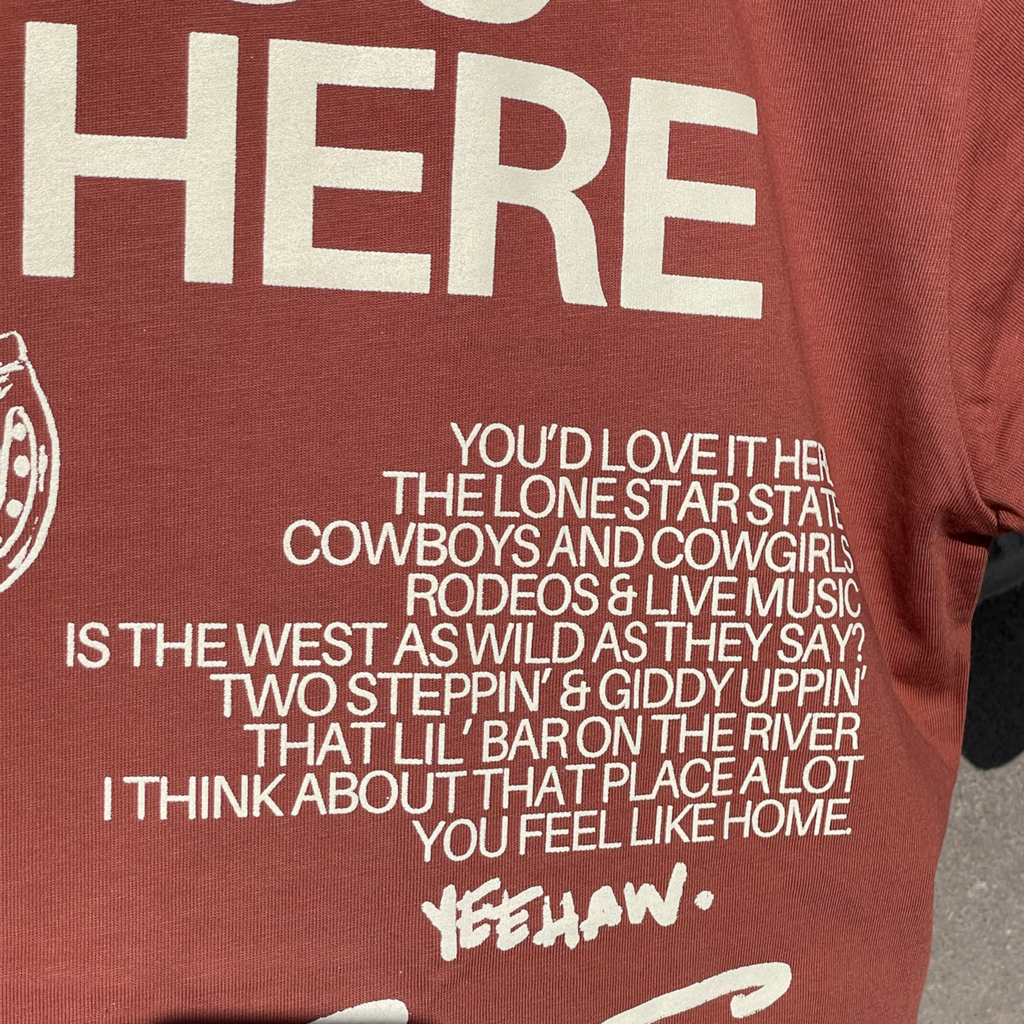 HERE
YOU'D LOVE IT HERE
THE LONE STAR STATE
COWBOYS AND COWGIRLS
RODEOS & LIVE MUSIC
IS THE WEST AS WILD AS THEY SAY?
TWO STEPPIN' & GIDDY UPPIN'
THAT LIL' BAR ON THE RIVER
I THINK ABOUT THAT PLACE A LOT
YOU FEEL LIKE HOME.
YEEHAW.